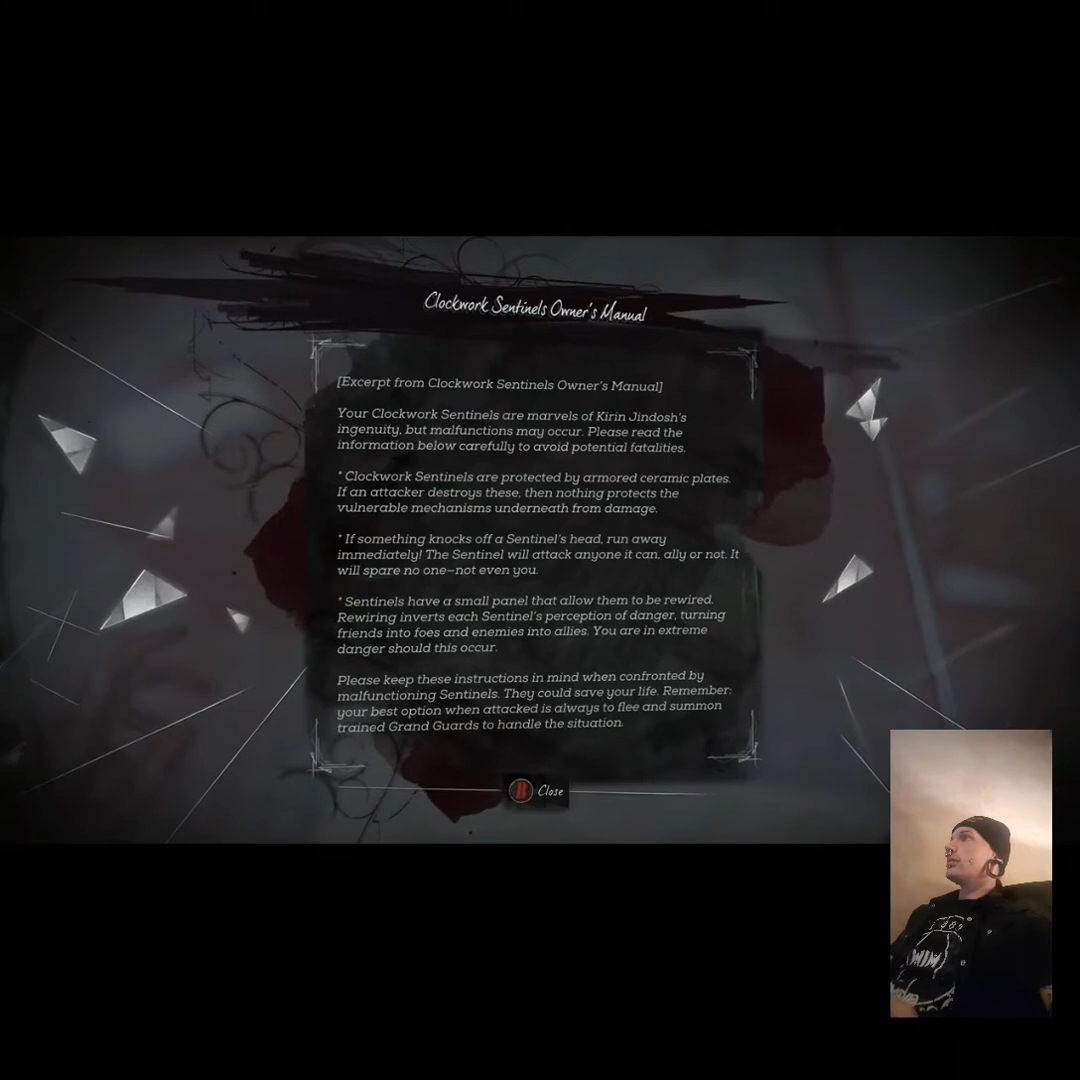 Clockwork Sentinels Owner's Manual
[Excerpt from Clockwork Sentinels Owner's Manual]
Your Clockwork Sentinels are marvels of Kirin Jindosh's
ingenuity, but malfunctions may occur. Please read the
information below carefully to avoid potential fatalities.
* Clockwork Sentinels are protected by armored ceramic plates.
If an attacker destroys these, then nothing protects the
vulnerable mechanisms underneath from damage.
* If something knocks off a Sentinel's head, run away
immediately! The Sentinel will attack anyone it can, ally or not. It
will spare no one—not even you.
* Sentinels have a small panel that allow them to be rewired.
Rewiring inverts each Sentinel's perception of danger, turning
friends into foes and enemies into allies. You are in extreme
danger should this occur.
Please keep these instructions in mind when confronted by
malfunctioning Sentinels. They could save your life. Remember:
your best option when attacked is always to flee and summon
trained Grand Guards to handle the situation.
B Close